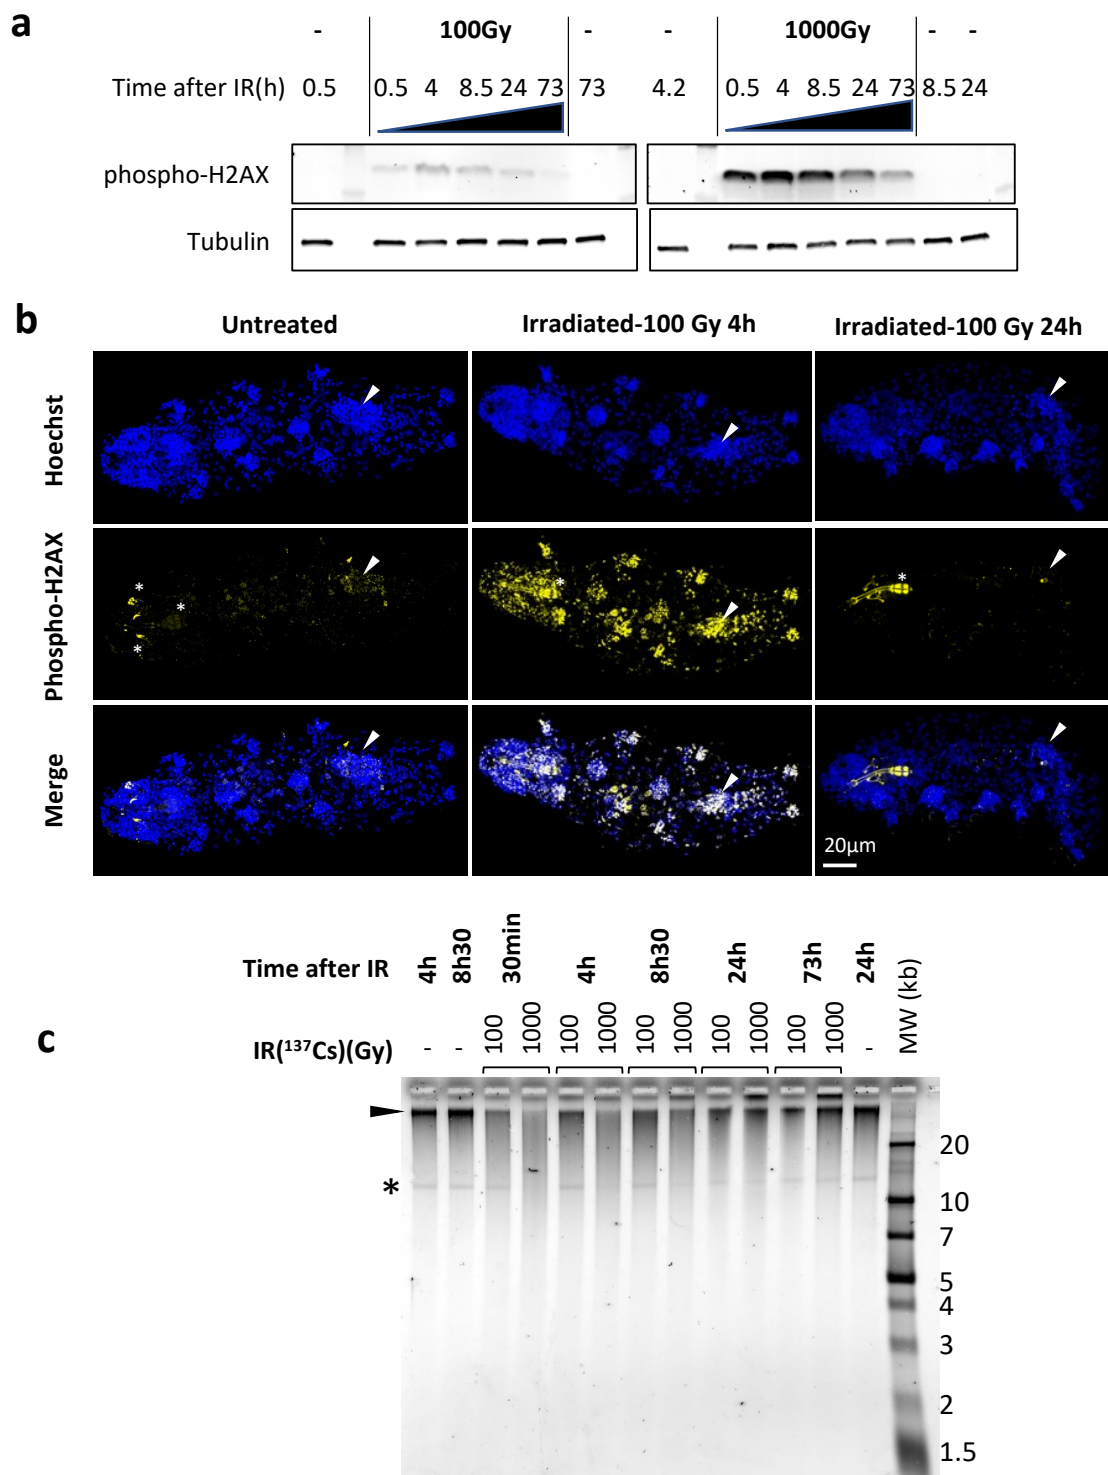 a
- 100Gy - - 1000Gy - -
Time after IR(h) 0.5 0.5 4 8.5 24 73 73 4.2 0.5 4 8.5 24 73 8.5 24
phospho-H2AX
Tubulin
b
Untreated Irradiated-100 Gy 4h Irradiated-100 Gy 24h
Hoechst
Phospho-H2AX
* * * * *
Merge
20µm
c
Time after IR 4h 8h30 30min 4h 8h30 24h 73h 24h MW (kb)
IR(¹³⁷Cs)(Gy) - - 100 1000 100 1000 100 1000 100 1000 100 1000 -
20
*
10
7
5
4
3
2
1.5